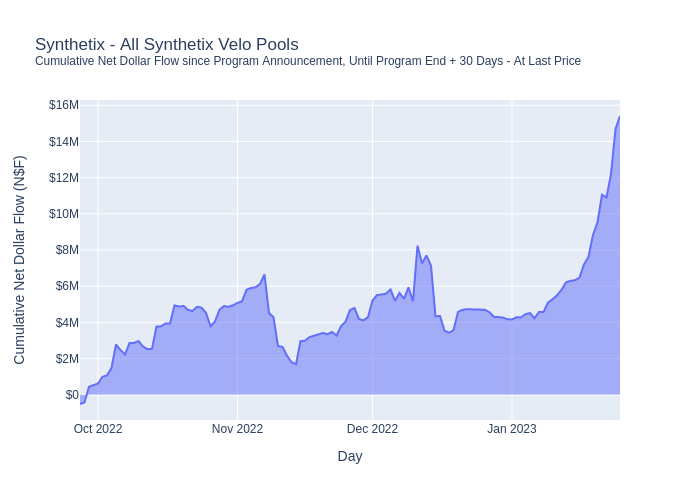 Synthetix - All Synthetix Velo Pools
Cumulative Net Dollar Flow since Program Announcement, Until Program End + 30 Days - At Last Price
Cumulative Net Dollar Flow (N$F)
$16M
$14M
$12M
$10M
$8M
$6M
$4M
$2M
$0
Oct 2022
Nov 2022
Dec 2022
Jan 2023
Day